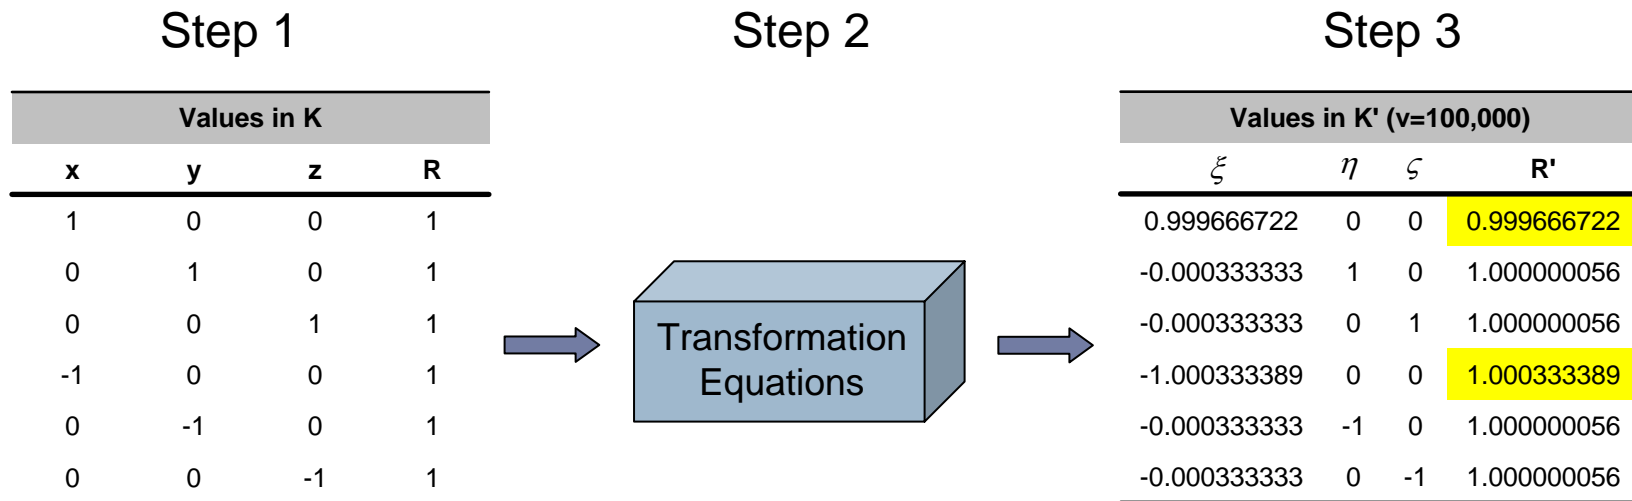 Step 1 Step 2 Step 3
Values in K
x y z R
1 0 0 1
0 1 0 1
0 0 1 1
-1 0 0 1
0 -1 0 1
0 0 -1 1
Transformation
Equations
Values in K' (v=100,000)
ξ η ς R'
0.999666722 0 0 0.999666722
-0.000333333 1 0 1.000000056
-0.000333333 0 1 1.000000056
-1.000333389 0 0 1.000333389
-0.000333333 -1 0 1.000000056
-0.000333333 0 -1 1.000000056